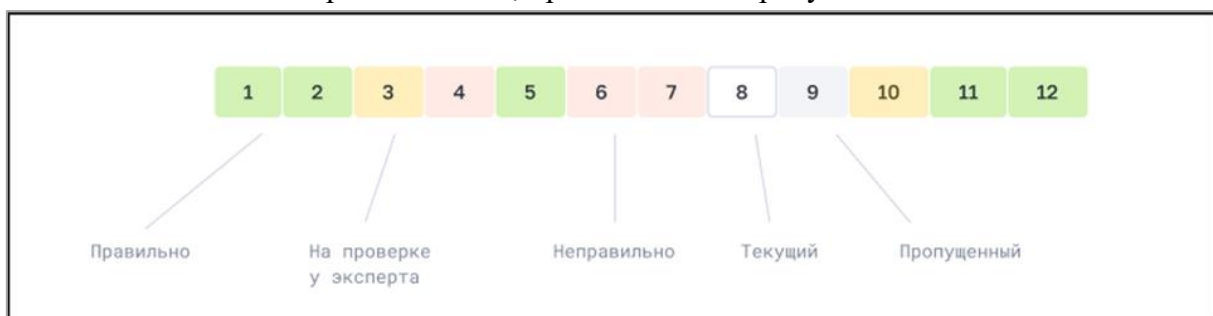 1 2 3 4 5 6 7 8 9 10 11 12
Правильно На проверке Неправильно Текущий Пропущенный
у эксперта